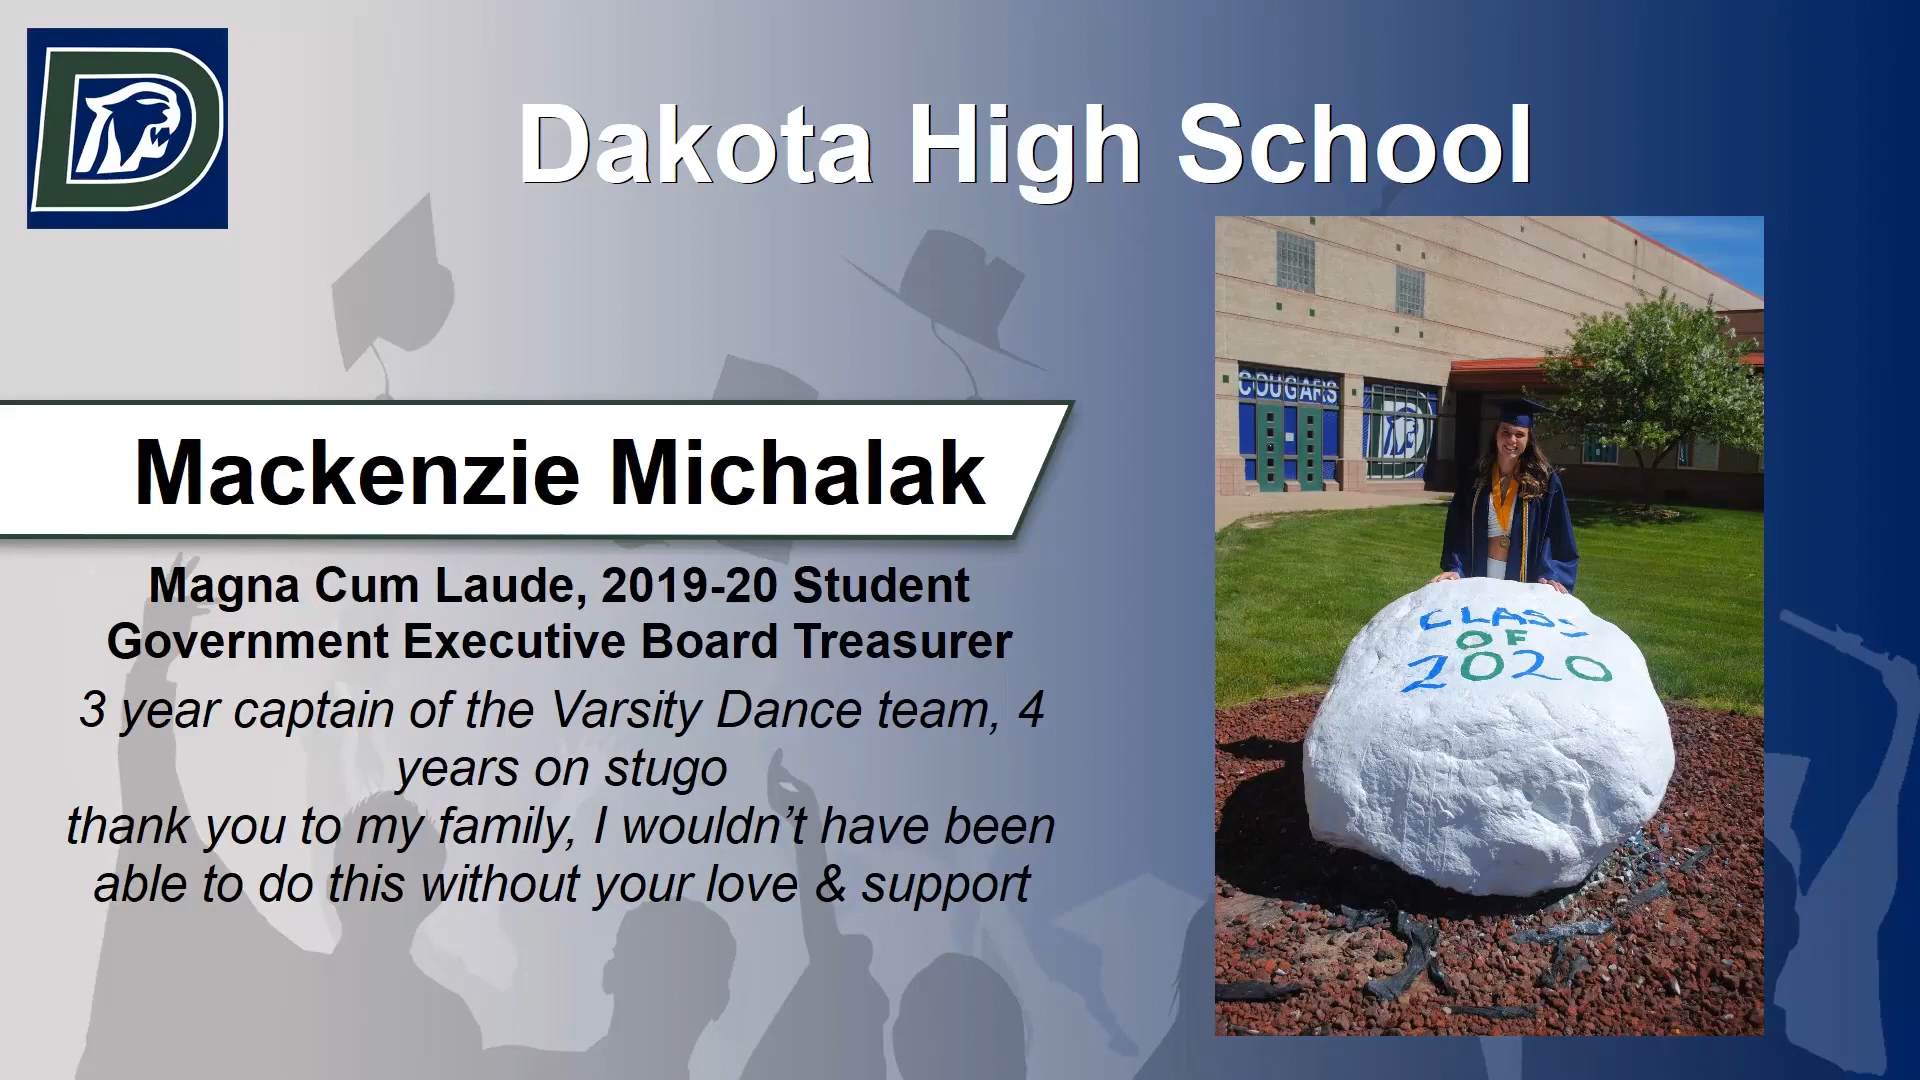 D
Dakota High School
Mackenzie Michalak
Magna Cum Laude, 2019-20 Student
Government Executive Board Treasurer
3 year captain of the Varsity Dance team, 4
years on stugo
thank you to my family, I wouldn't have been
able to do this without your love & support
COUGARS
D
CLASS
OF
2020